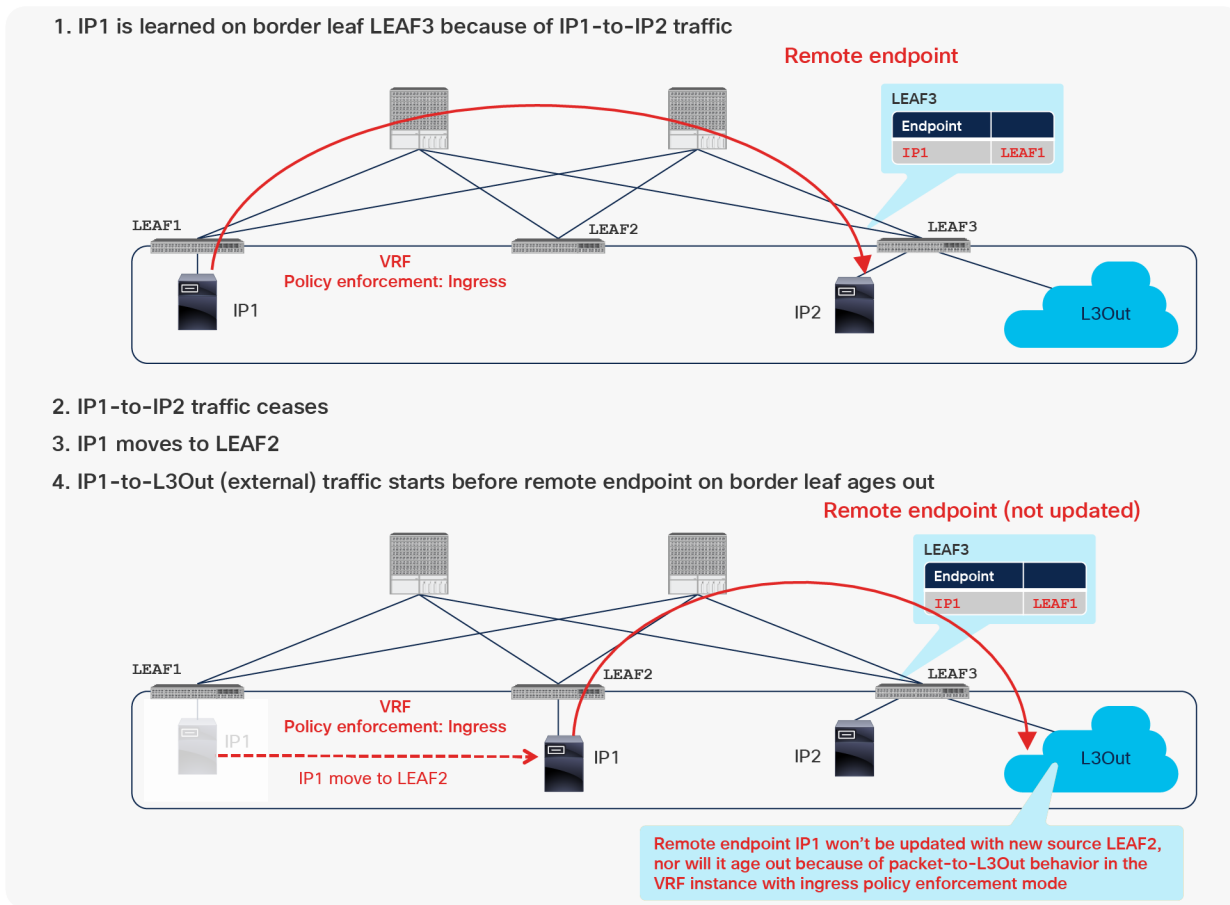 1. IP1 is learned on border leaf LEAF3 because of IP1-to-IP2 traffic
Remote endpoint
LEAF3
Endpoint
IP1 LEAF1
LEAF1
LEAF2
LEAF3
VRF
Policy enforcement: Ingress
IP1
IP2
L3Out
2. IP1-to-IP2 traffic ceases
3. IP1 moves to LEAF2
4. IP1-to-L3Out (external) traffic starts before remote endpoint on border leaf ages out
Remote endpoint (not updated)
LEAF3
Endpoint
IP1 LEAF1
LEAF1
LEAF2
LEAF3
VRF
Policy enforcement: Ingress
IP1
IP1 move to LEAF2
IP1
IP2
L3Out
Remote endpoint IP1 won't be updated with new source LEAF2,
nor will it age out because of packet-to-L3Out behavior in the
VRF instance with ingress policy enforcement mode